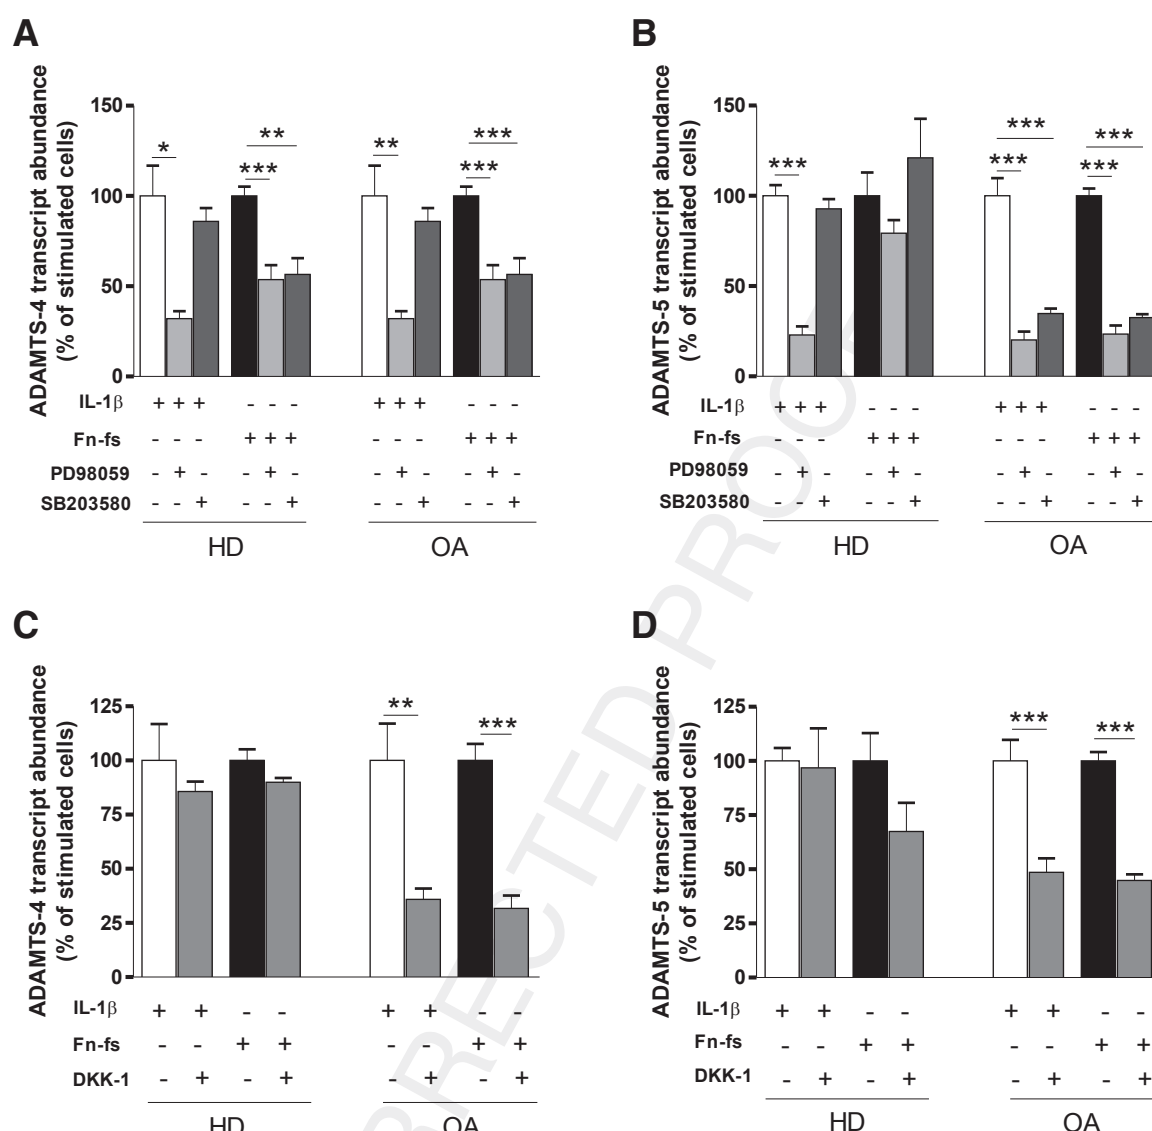 A
ADAMTS-4 transcript abundance
(% of stimulated cells)
150
100
50
0
* ** *** ** *** ***
IL-1β + + + - - - + + + - - -
Fn-fs - - - + + + - - - + + +
PD98059 - + - - + - - + - - + -
SB203580 - - + - - + - - + - - +
HD OA
B
ADAMTS-5 transcript abundance
(% of stimulated cells)
150
100
50
0
*** *** *** *** ***
IL-1β + + + - - - + + + - - -
Fn-fs - - - + + + - - - + + +
PD98059 - + - - + - - + - - + -
SB203580 - - + - - + - - + - - +
HD OA
C
ADAMTS-4 transcript abundance
(% of stimulated cells)
125
100
75
50
25
0
** ***
IL-1β + + - - + + - -
Fn-fs - - + + - - + +
DKK-1 - + - + - + - +
HD OA
D
ADAMTS-5 transcript abundance
(% of stimulated cells)
125
100
75
50
25
0
*** ***
IL-1β + + - - + + - -
Fn-fs - - + + - - + +
DKK-1 - + - + - + - +
HD OA
RRECTED PROO